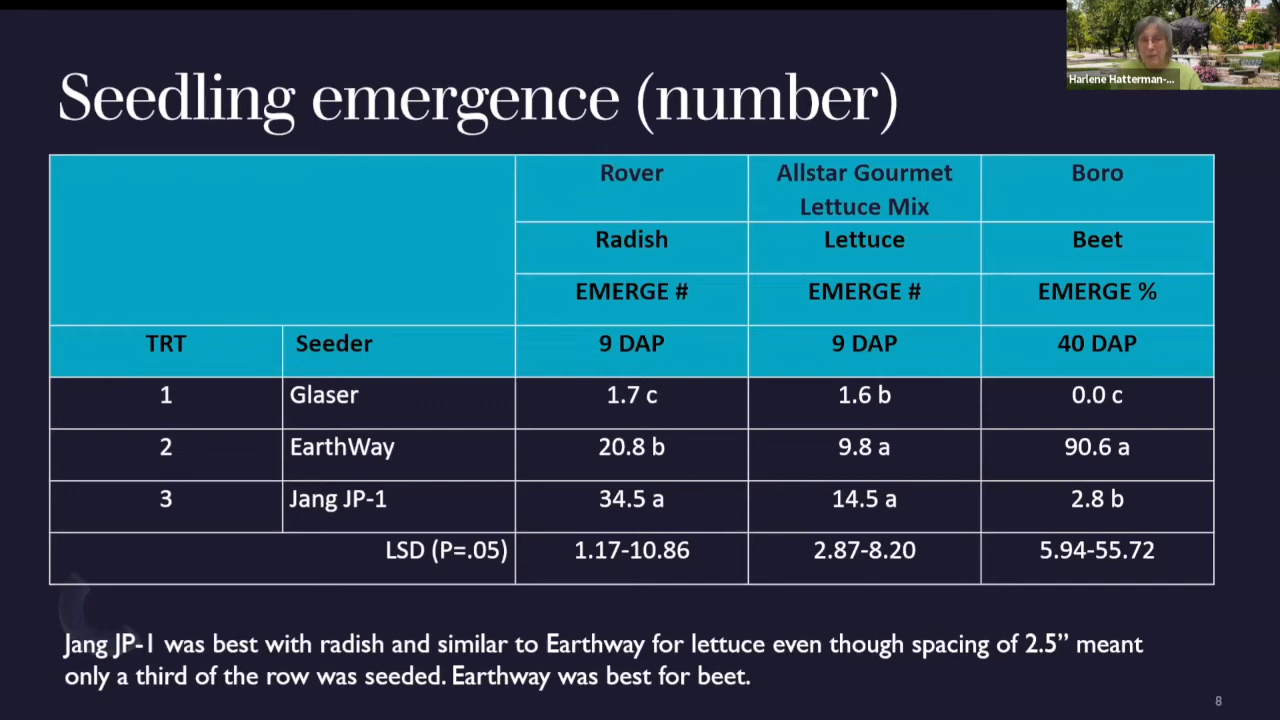 Harlene Hatterman-...
Seedling emergence (number)
Rover
Allstar Gourmet
Lettuce Mix
Boro
Radish
Lettuce
Beet
EMERGE #
EMERGE #
EMERGE %
TRT
Seeder
9 DAP
9 DAP
40 DAP
1
Glaser
1.7 c
1.6 b
0.0 c
2
EarthWay
20.8 b
9.8 a
90.6 a
3
Jang JP-1
34.5 a
14.5 a
2.8 b
LSD (P=.05)
1.17-10.86
2.87-8.20
5.94-55.72
Jang JP-1 was best with radish and similar to Earthway for lettuce even though spacing of 2.5” meant
only a third of the row was seeded. Earthway was best for beet.
8